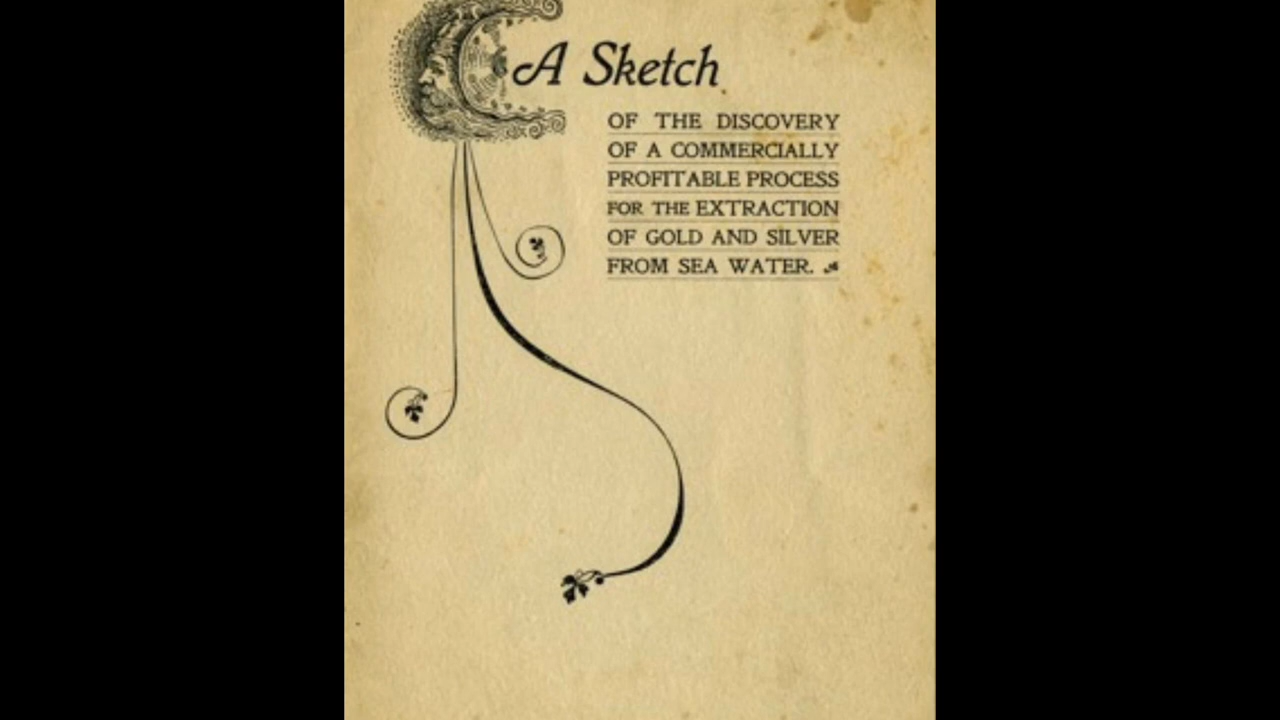 A Sketch
OF THE DISCOVERY
OF A COMMERCIALLY
PROFITABLE PROCESS
FOR THE EXTRACTION
OF GOLD AND SILVER
FROM SEA WATER.